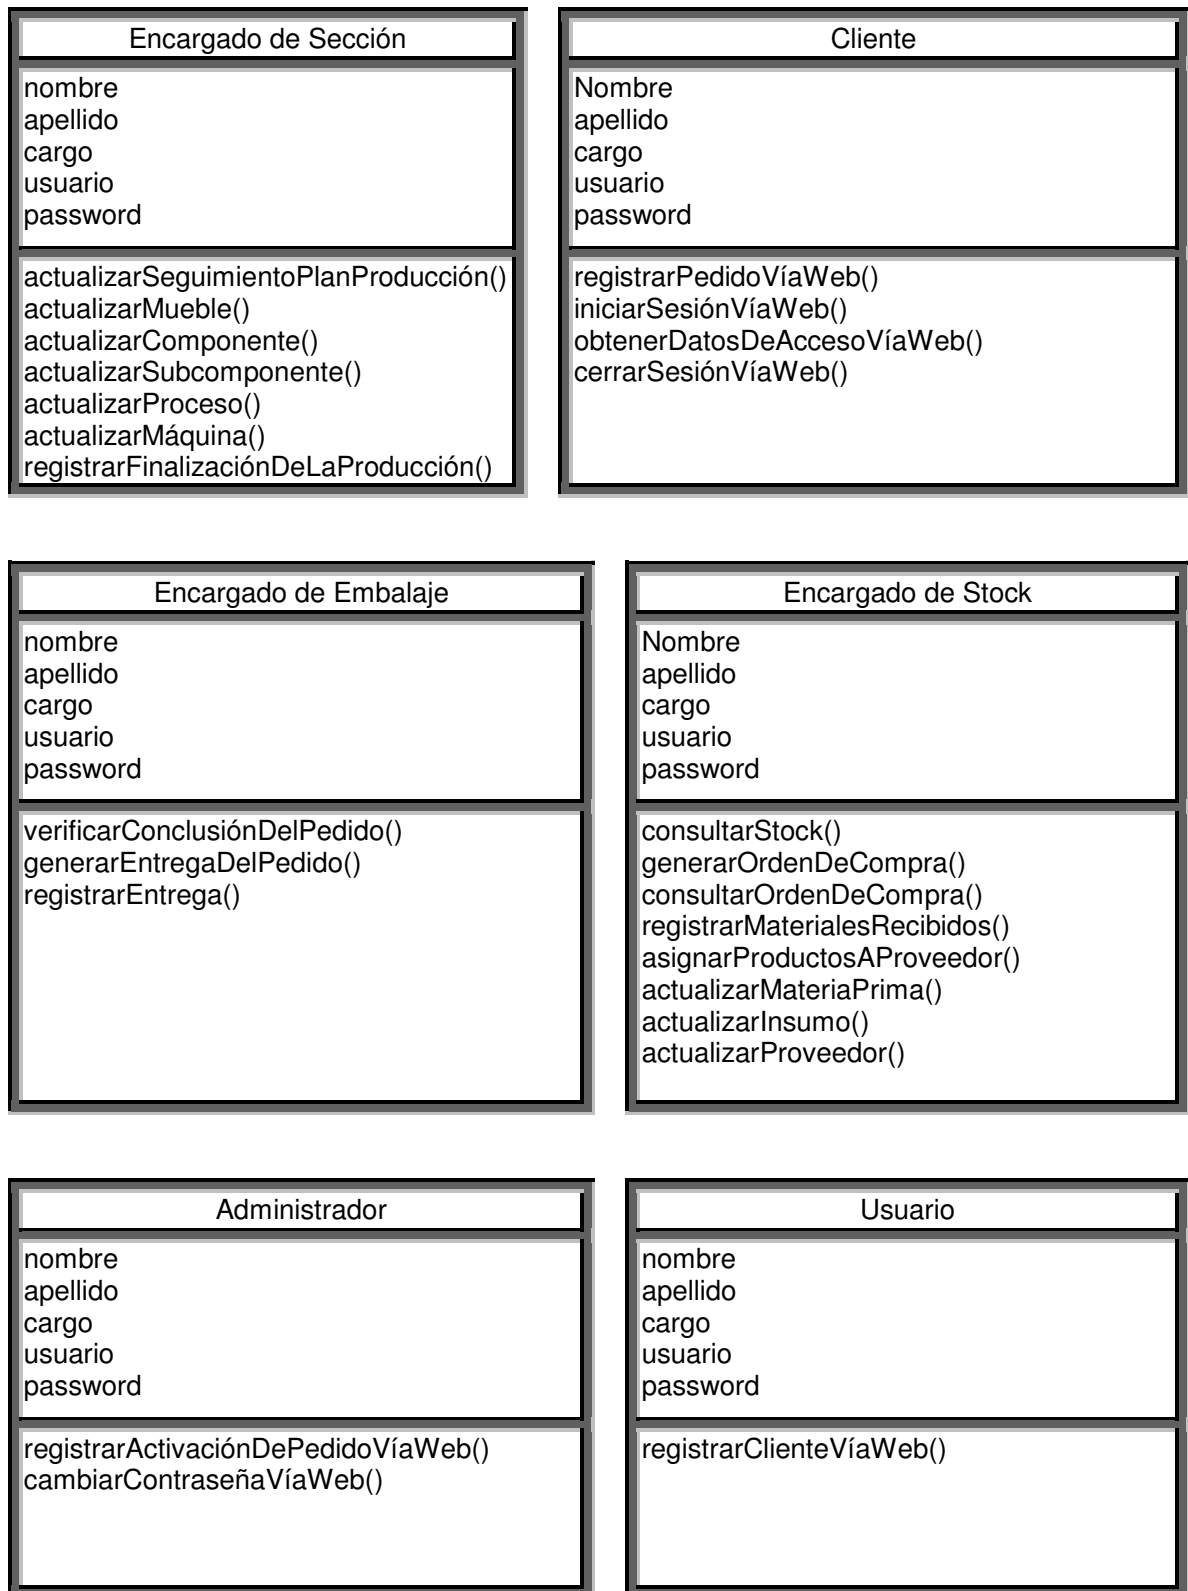 Encargado de Sección
nombre
apellido
cargo
usuario
password
actualizarSeguimientoPlanProducción()
actualizarMueble()
actualizarComponente()
actualizarSubcomponente()
actualizarProceso()
actualizarMáquina()
registrarFinalizaciónDeLaProducción()
Cliente
Nombre
apellido
cargo
usuario
password
registrarPedidoVíaWeb()
iniciarSesiónVíaWeb()
obtenerDatosDeAccesoVíaWeb()
cerrarSesiónVíaWeb()
Encargado de Embalaje
nombre
apellido
cargo
usuario
password
verificarConclusiónDelPedido()
generarEntregaDelPedido()
registrarEntrega()
Encargado de Stock
Nombre
apellido
cargo
usuario
password
consultarStock()
generarOrdenDeCompra()
consultarOrdenDeCompra()
registrarMaterialesRecibidos()
asignarProductosAProveedor()
actualizarMateriaPrima()
actualizarInsumo()
actualizarProveedor()
Administrador
nombre
apellido
cargo
usuario
password
registrarActivaciónDePedidoVíaWeb()
cambiarContraseñaVíaWeb()
Usuario
nombre
apellido
cargo
usuario
password
registrarClienteVíaWeb()